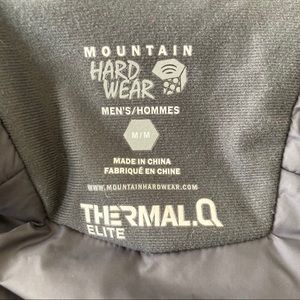 MOUNTAIN
HARD
WEAR
MEN'S/HOMMES
M/M
MADE IN CHINA
FABRIQUÉ EN CHINE
WWW.MOUNTAINHARDWEAR.COM
THERMAL.Q
ELITE